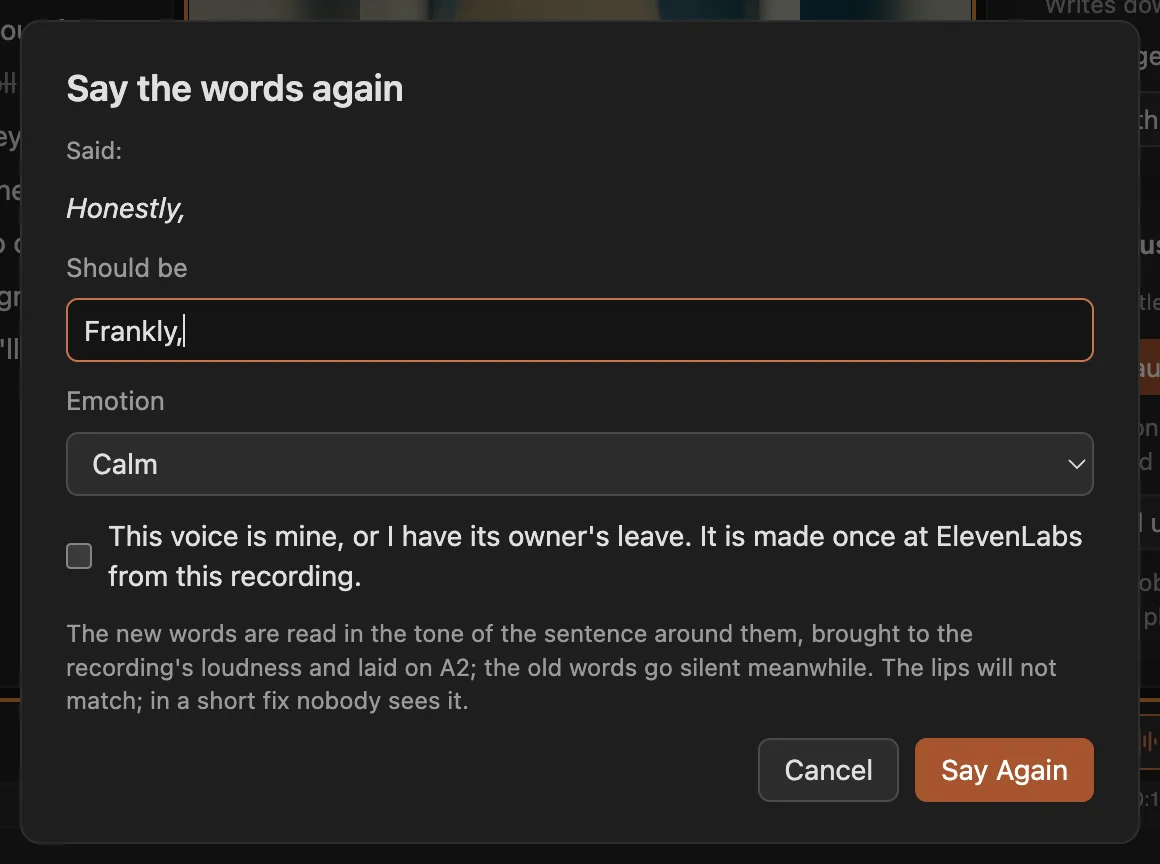 Writes dow
Say the words again
Said:
Honestly,
Should be
Frankly,
Emotion
Calm
This voice is mine, or I have its owner's leave. It is made once at ElevenLabs
from this recording.
The new words are read in the tone of the sentence around them, brought to the
recording's loudness and laid on A2; the old words go silent meanwhile. The lips will not
match; in a short fix nobody sees it.
Cancel
Say Again